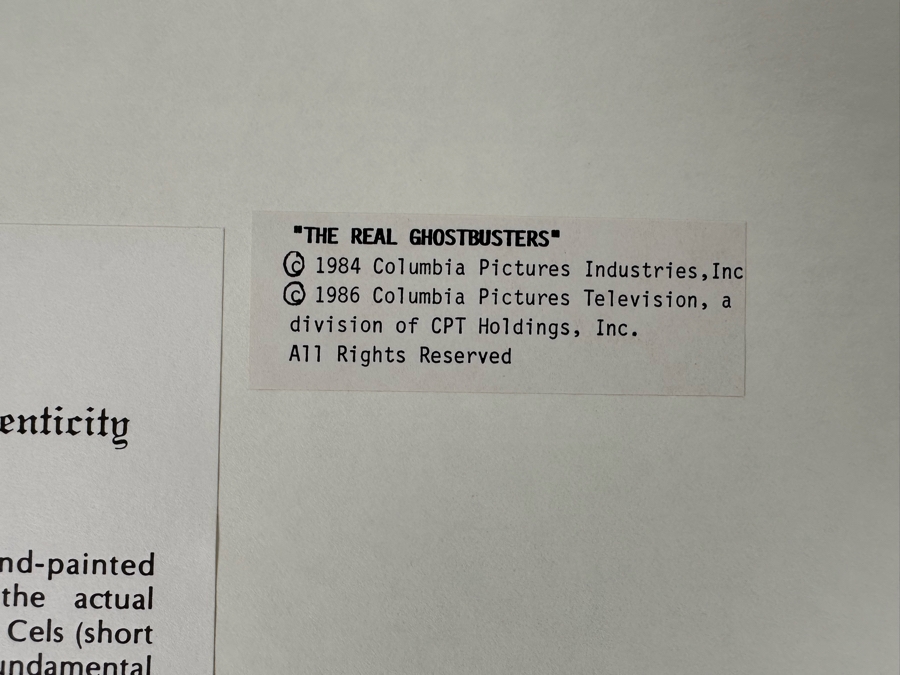 "THE REAL GHOSTBUSTERS"
© 1984 Columbia Pictures Industries,Inc
© 1986 Columbia Pictures Television, a
division of CPT Holdings, Inc.
All Rights Reserved
enticity
nd-painted
the actual
Cels (short
undamental